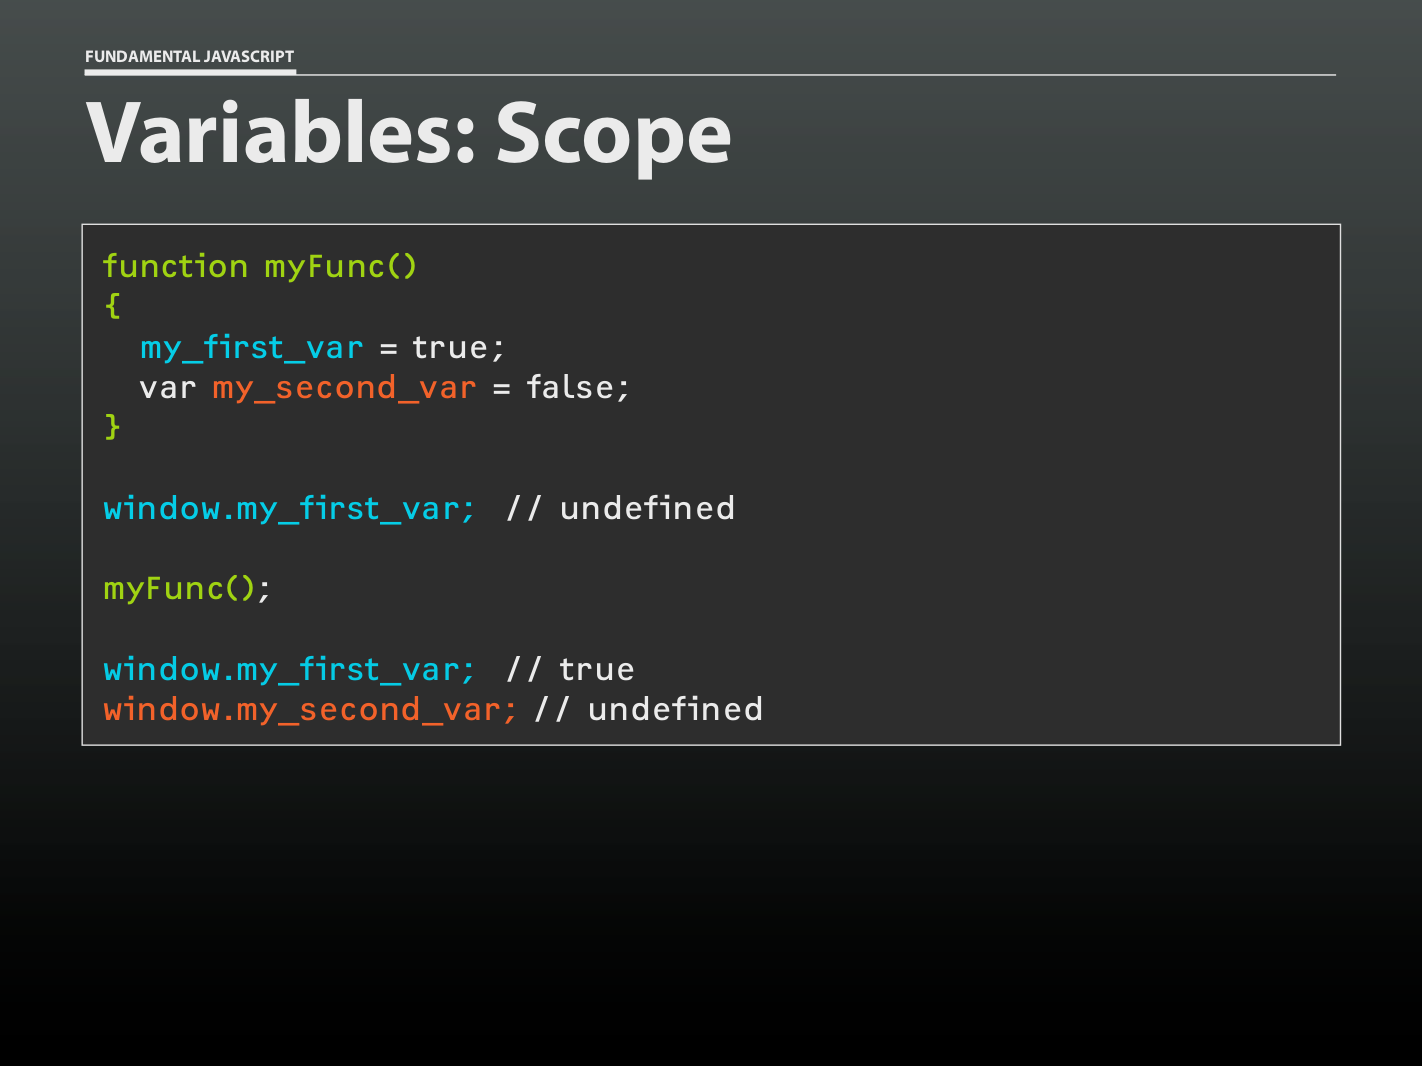 FUNDAMENTAL JAVASCRIPT
Variables: Scope
function myFunc()
{
  my_first_var = true;
  var my_second_var = false;
}
window.my_first_var;  // undefined
myFunc();
window.my_first_var;  // true
window.my_second_var; // undefined